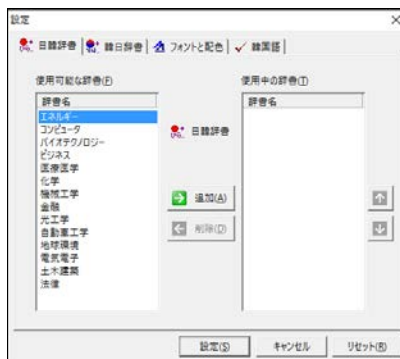 設定
日韓辞書 韓日辞書 フォントと配色 韓国語
使用可能な辞書(F) 使用中の辞書(T)
辞書名 辞書名
エネルギー
コンピュータ
バイオテクノロジー
ビジネス
医療医学
化学
機械工学
金融
光工学
自動車工学
地球環境
電気電子
土木建築
法律
日韓辞書
追加(A)
削除(D)
設定(S) キャンセル リセット(R)